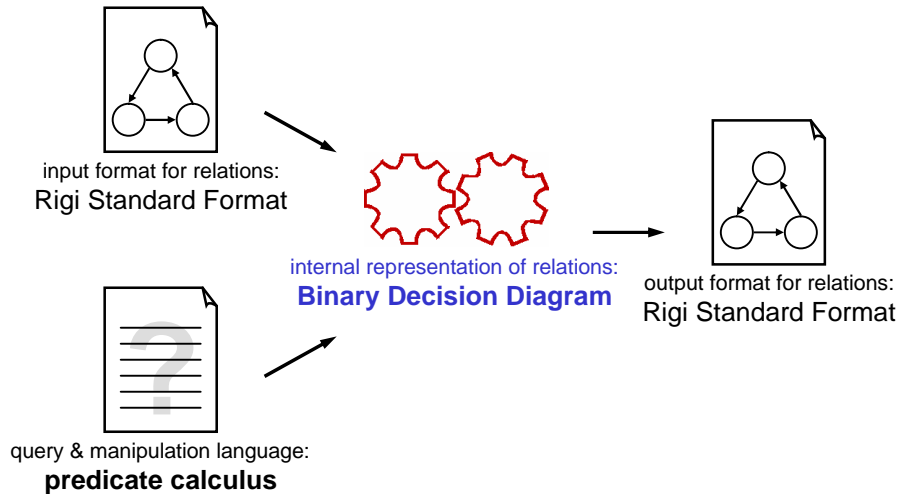 input format for relations:
Rigi Standard Format
internal representation of relations:
Binary Decision Diagram
output format for relations:
Rigi Standard Format
?
query & manipulation language:
predicate calculus